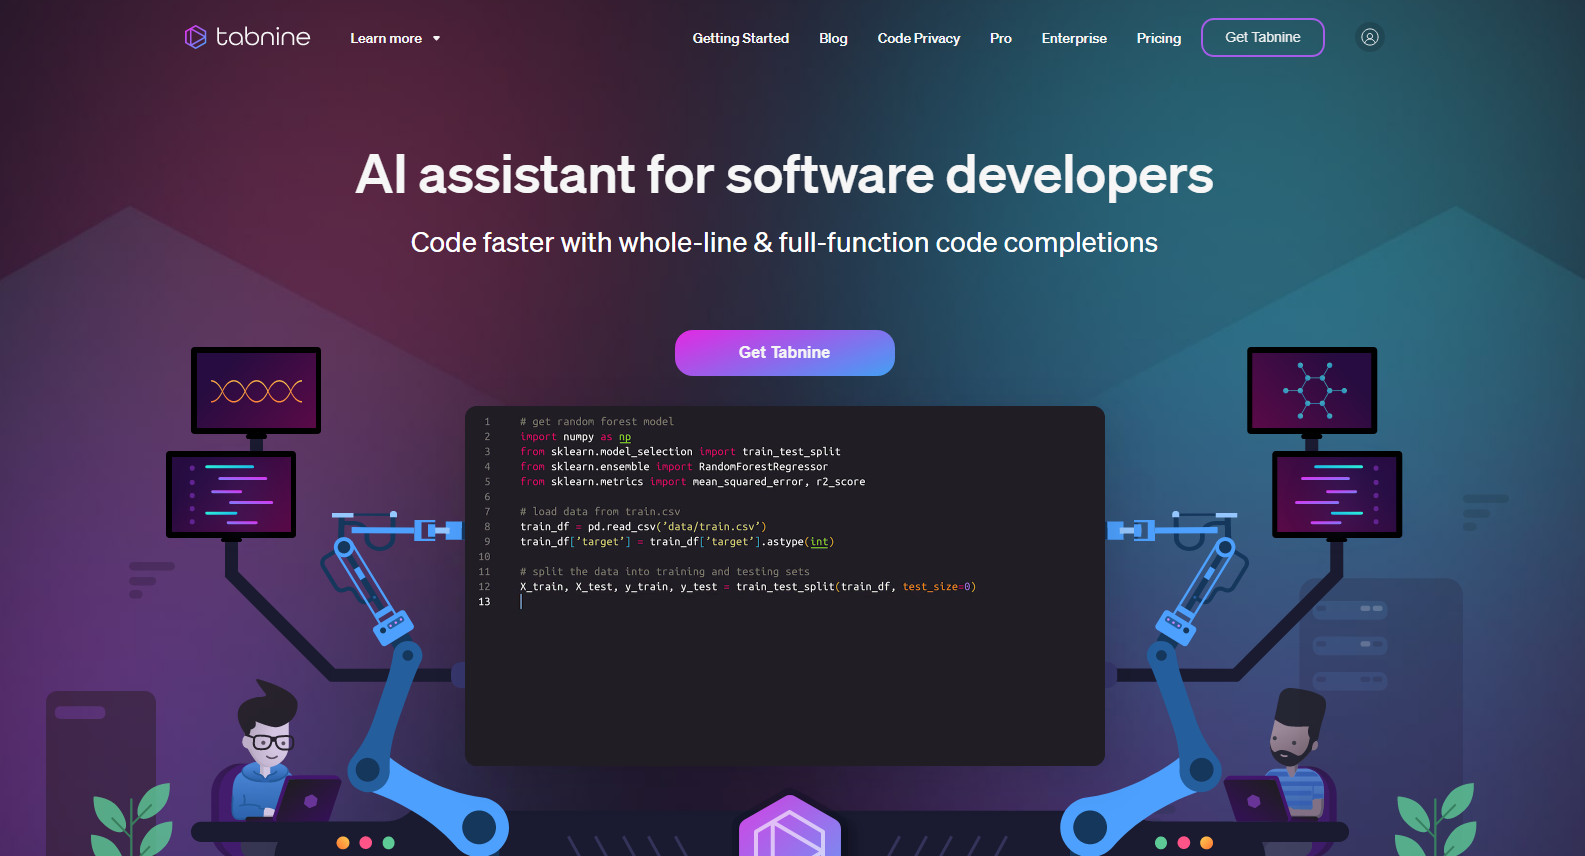 tabnine
Learn more
Getting Started
Blog
Code Privacy
Pro
Enterprise
Pricing
Get Tabnine
AI assistant for software developers
Code faster with whole-line & full-function code completions
Get Tabnine
1 # get random forest model
2 import numpy as np
3 from sklearn.model_selection import train_test_split
4 from sklearn.ensemble import RandomForestRegressor
5 from sklearn.metrics import mean_squared_error, r2_score
6
7 # load data from train.csv
8 train_df = pd.read_csv('data/train.csv')
9 train_df['target'] = train_df['target'].astype(int)
10
11 # split the data into training and testing sets
12 X_train, X_test, y_train, y_test = train_test_split(train_df, test_size=0)
13